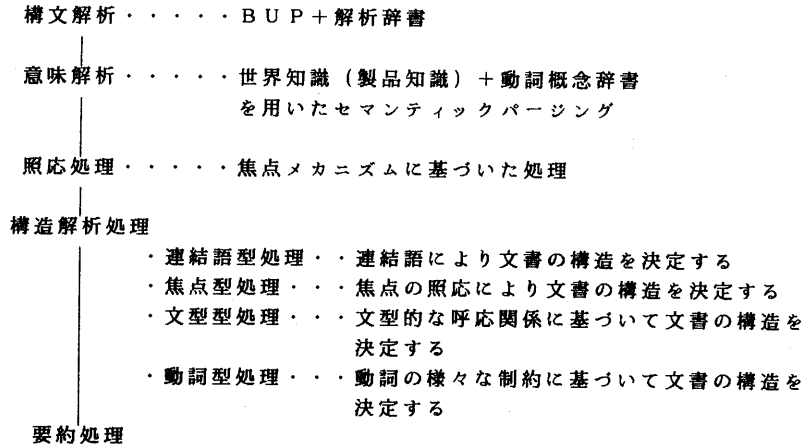 構文解析・・・・・BUP+解析辞書
意味解析・・・・・世界知識(製品知識)+動詞概念辞書
を用いたセマンティックパージング
照応処理・・・・・焦点メカニズムに基づいた処理
構造解析処理
・連結語型処理・・連結語により文書の構造を決定する
・焦点型処理・・・焦点の照応により文書の構造を決定する
・文型型処理・・・文型的な呼応関係に基づいて文書の構造を
決定する
・動詞型処理・・・動詞の様々な制約に基づいて文書の構造を
決定する
要約処理